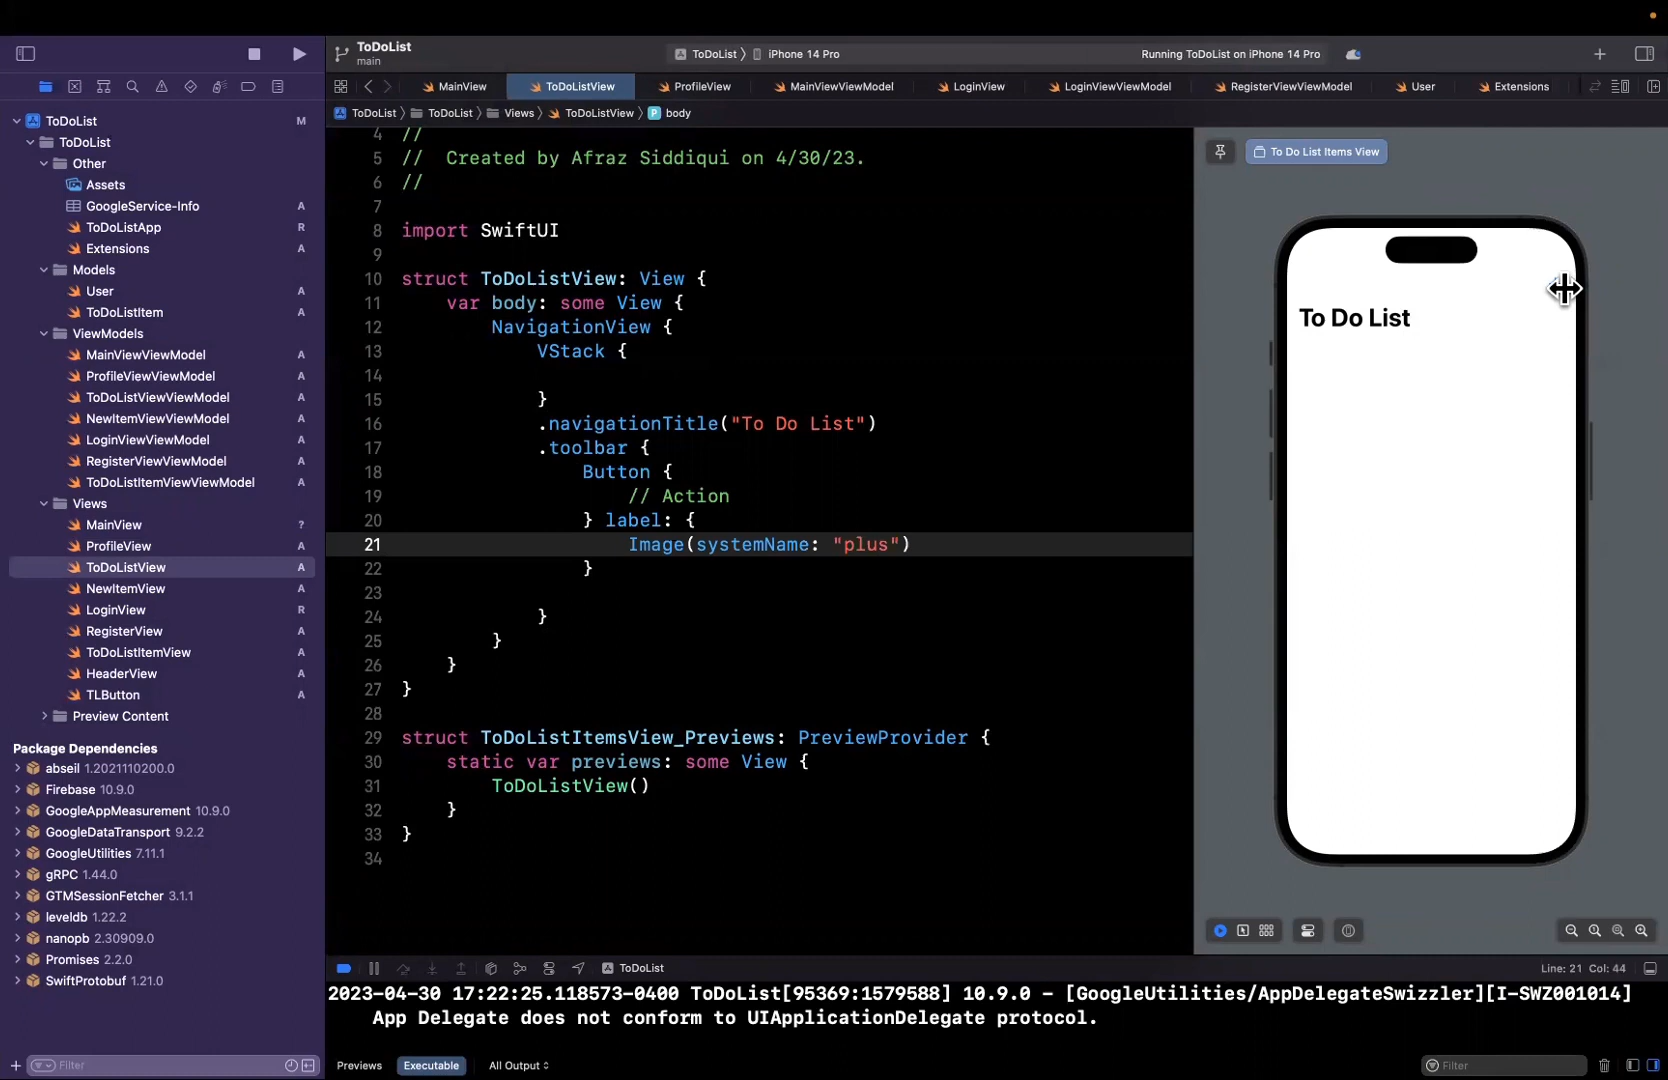 ToDoList
main
ToDoList
iPhone 14 Pro
Running ToDoList on iPhone 14 Pro
MainView
ToDoListView
ProfileView
MainViewViewModel
LoginView
LoginViewViewModel
RegisterViewViewModel
User
Extensions
ToDoList
ToDoList
Views
ToDoListView
P body
ToDoList M
ToDoList
Other
Assets
GoogleService-Info A
ToDoListApp R
Extensions A
Models
User A
ToDoListItem A
ViewModels
MainViewViewModel A
ProfileViewViewModel A
ToDoListViewViewModel A
NewItemViewViewModel A
LoginViewViewModel A
RegisterViewViewModel A
ToDoListItemViewViewModel A
Views
MainView ?
ProfileView A
ToDoListView A
NewItemView A
LoginView R
RegisterView A
ToDoListItemView A
HeaderView A
TLButton A
Preview Content
Package Dependencies
abseil 1.2021110200.0
Firebase 10.9.0
GoogleAppMeasurement 10.9.0
GoogleDataTransport 9.2.2
GoogleUtilities 7.11.1
gRPC 1.44.0
GTMSessionFetcher 3.1.1
leveldb 1.22.2
nanopb 2.30909.0
Promises 2.2.0
SwiftProtobuf 1.21.0
Filter
4 //
5 //  Created by Afraz Siddiqui on 4/30/23.
6 //
7
8 import SwiftUI
9
10 struct ToDoListView: View {
11     var body: some View {
12         NavigationView {
13             VStack {
14
15             }
16             .navigationTitle("To Do List")
17             .toolbar {
18                 Button {
19                     // Action
20                 } label: {
21                     Image(systemName: "plus")
22                 }
23
24             }
25         }
26     }
27 }
28
29 struct ToDoListItemsView_Previews: PreviewProvider {
30     static var previews: some View {
31         ToDoListView()
32     }
33 }
34
To Do List Items View
To Do List
ToDoList
Line: 21 Col: 44
2023-04-30 17:22:25.118573-0400 ToDoList[95369:1579588] 10.9.0 - [GoogleUtilities/AppDelegateSwizzler][I-SWZ001014]
App Delegate does not conform to UIApplicationDelegate protocol.
Previews
Executable
All Output
Filter